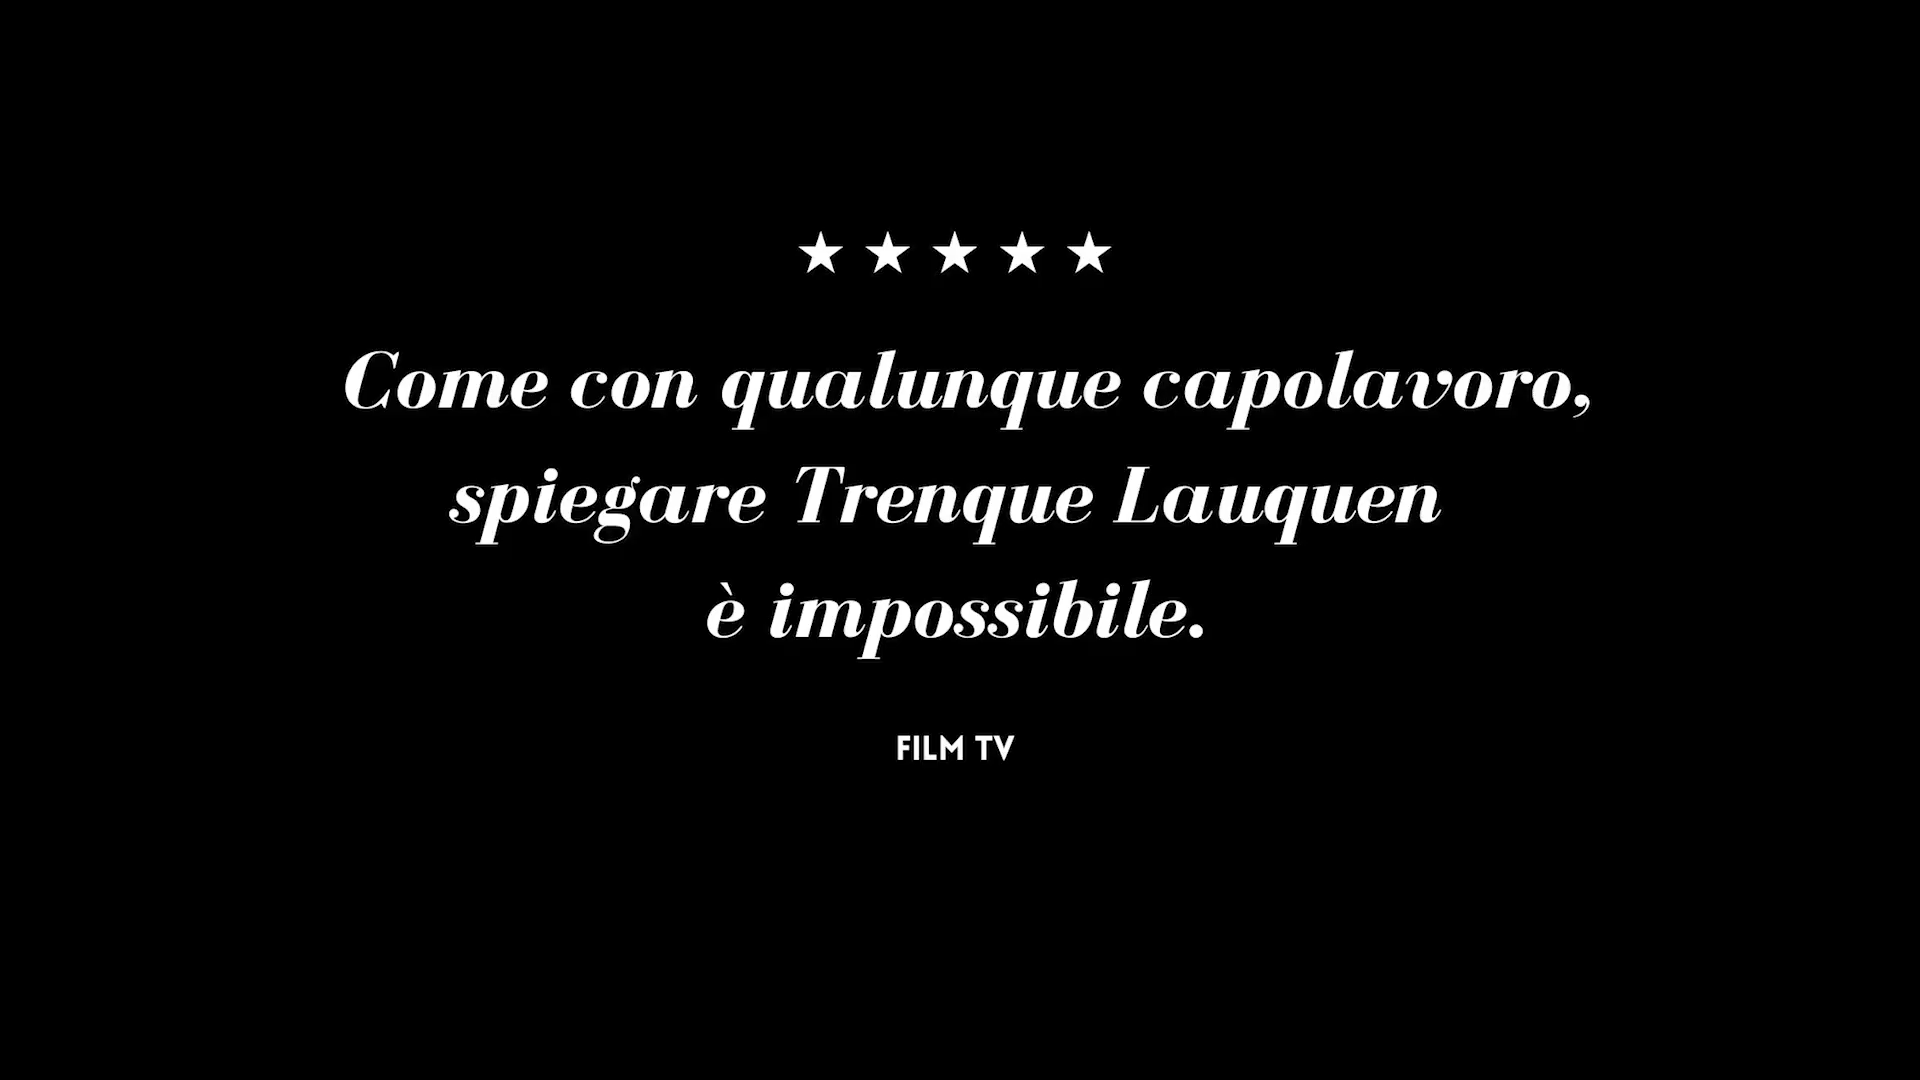 ★ ★ ★ ★ ★
Come con qualunque capolavoro,
spiegare Trenque Lauquen
è impossibile.
FILM TV